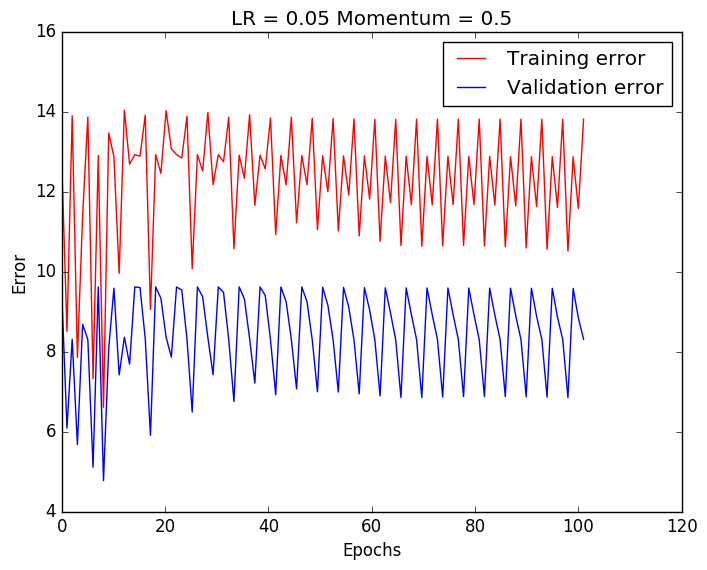 LR = 0.05 Momentum = 0.5
16
14
12
10
8
6
4
Error
Training error
Validation error
0
20
40
60
80
100
120
Epochs